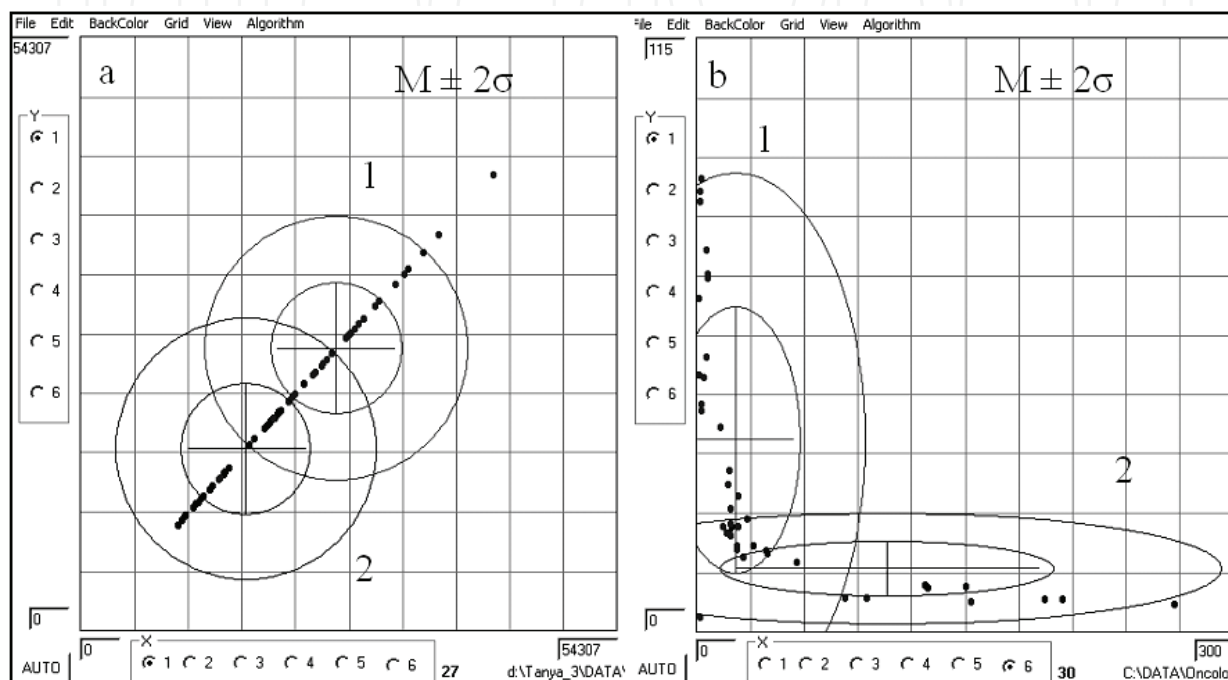 File Edit BackColor Grid View Algorithm
54307
a
M ± 2σ
Y
1
2
3
4
5
6
1
2
0
0
54307
X
1 2 3 4 5 6
AUTO
27
d:\Tanya_3\DATA\
File Edit BackColor Grid View Algorithm
115
b
M ± 2σ
Y
1
2
3
4
5
6
1
2
0
0
300
X
1 2 3 4 5 6
AUTO
30
C:\DATA\Oncolo